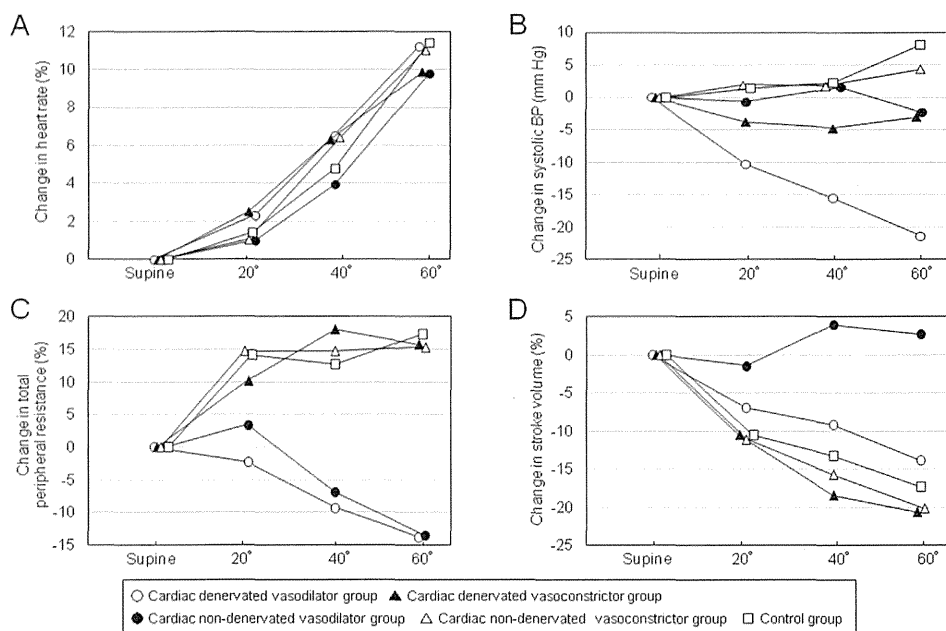 A
Change in heart rate (%)
12
10
8
6
4
2
0
Supine 20° 40° 60°
B
Change in systolic BP (mm Hg)
10
5
0
-5
-10
-15
-20
-25
Supine 20° 40° 60°
C
Change in total
peripheral resistance (%)
20
15
10
5
0
-5
-10
-15
Supine 20° 40° 60°
D
Change in stroke volume (%)
5
0
-5
-10
-15
-20
-25
Supine 20° 40° 60°
Cardiac denervated vasodilator group Cardiac denervated vasoconstrictor group
Cardiac non-denervated vasodilator group Cardiac non-denervated vasoconstrictor group Control group